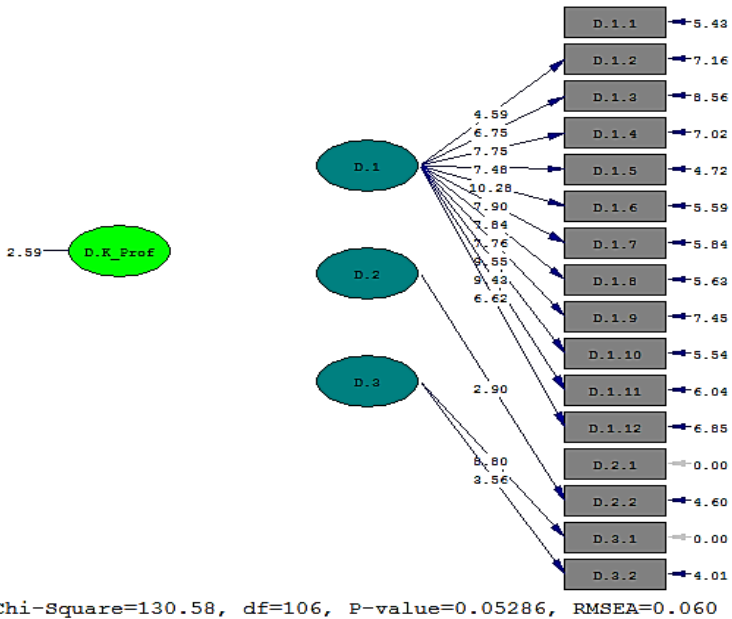 D.1.1 5.43
D.1.2 7.16
D.1.3 8.56
4.59
6.75
D.1.4 7.02
7.75
D.1 7.48 D.1.5 4.72
10.28
7.90 D.1.6 5.59
7.84
7.76 D.1.7 5.84
2.59 D.K_Prof
9.43 D.1.8 5.63
D.2
6.62
D.1.9 7.45
D.1.10 5.54
D.3 2.90 D.1.11 6.04
D.1.12 6.85
8.80 D.2.1 0.00
3.56
D.2.2 4.60
D.3.1 0.00
D.3.2 4.01
Chi-Square=130.58, df=106, P-value=0.05286, RMSEA=0.060